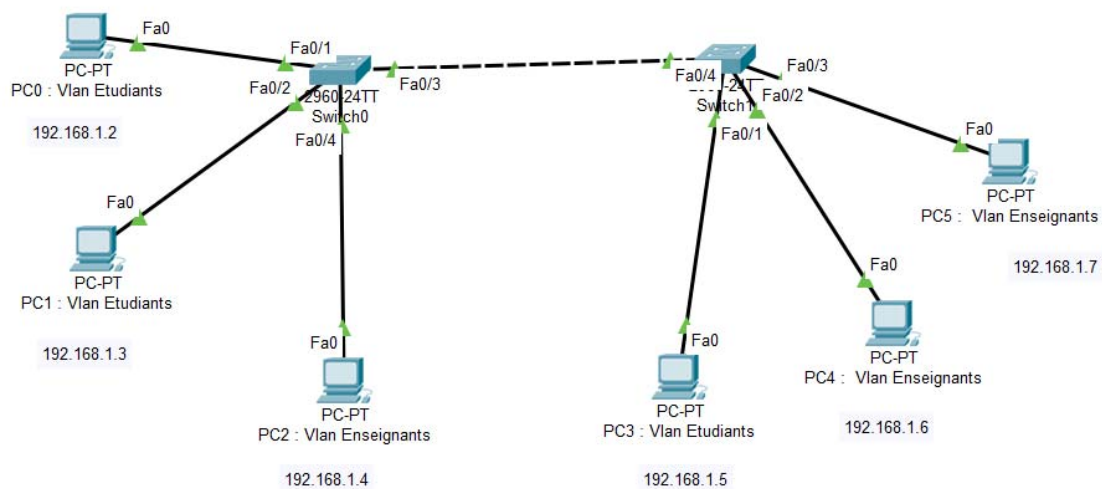 Fa0
PC-PT
PC0 : Vlan Etudiants
192.168.1.2
Fa0/1
Fa0/2
Fa0/3
2960-24TT
Switch0
Fa0/4
Fa0
PC-PT
PC1 : Vlan Etudiants
192.168.1.3
Fa0
PC-PT
PC2 : Vlan Enseignants
192.168.1.4
Fa0/4
Fa0/3
-24TT
Switch1
Fa0/2
Fa0/1
Fa0
PC-PT
PC5 : Vlan Enseignants
192.168.1.7
Fa0
PC-PT
PC4 : Vlan Enseignants
192.168.1.6
Fa0
PC-PT
PC3 : Vlan Etudiants
192.168.1.5